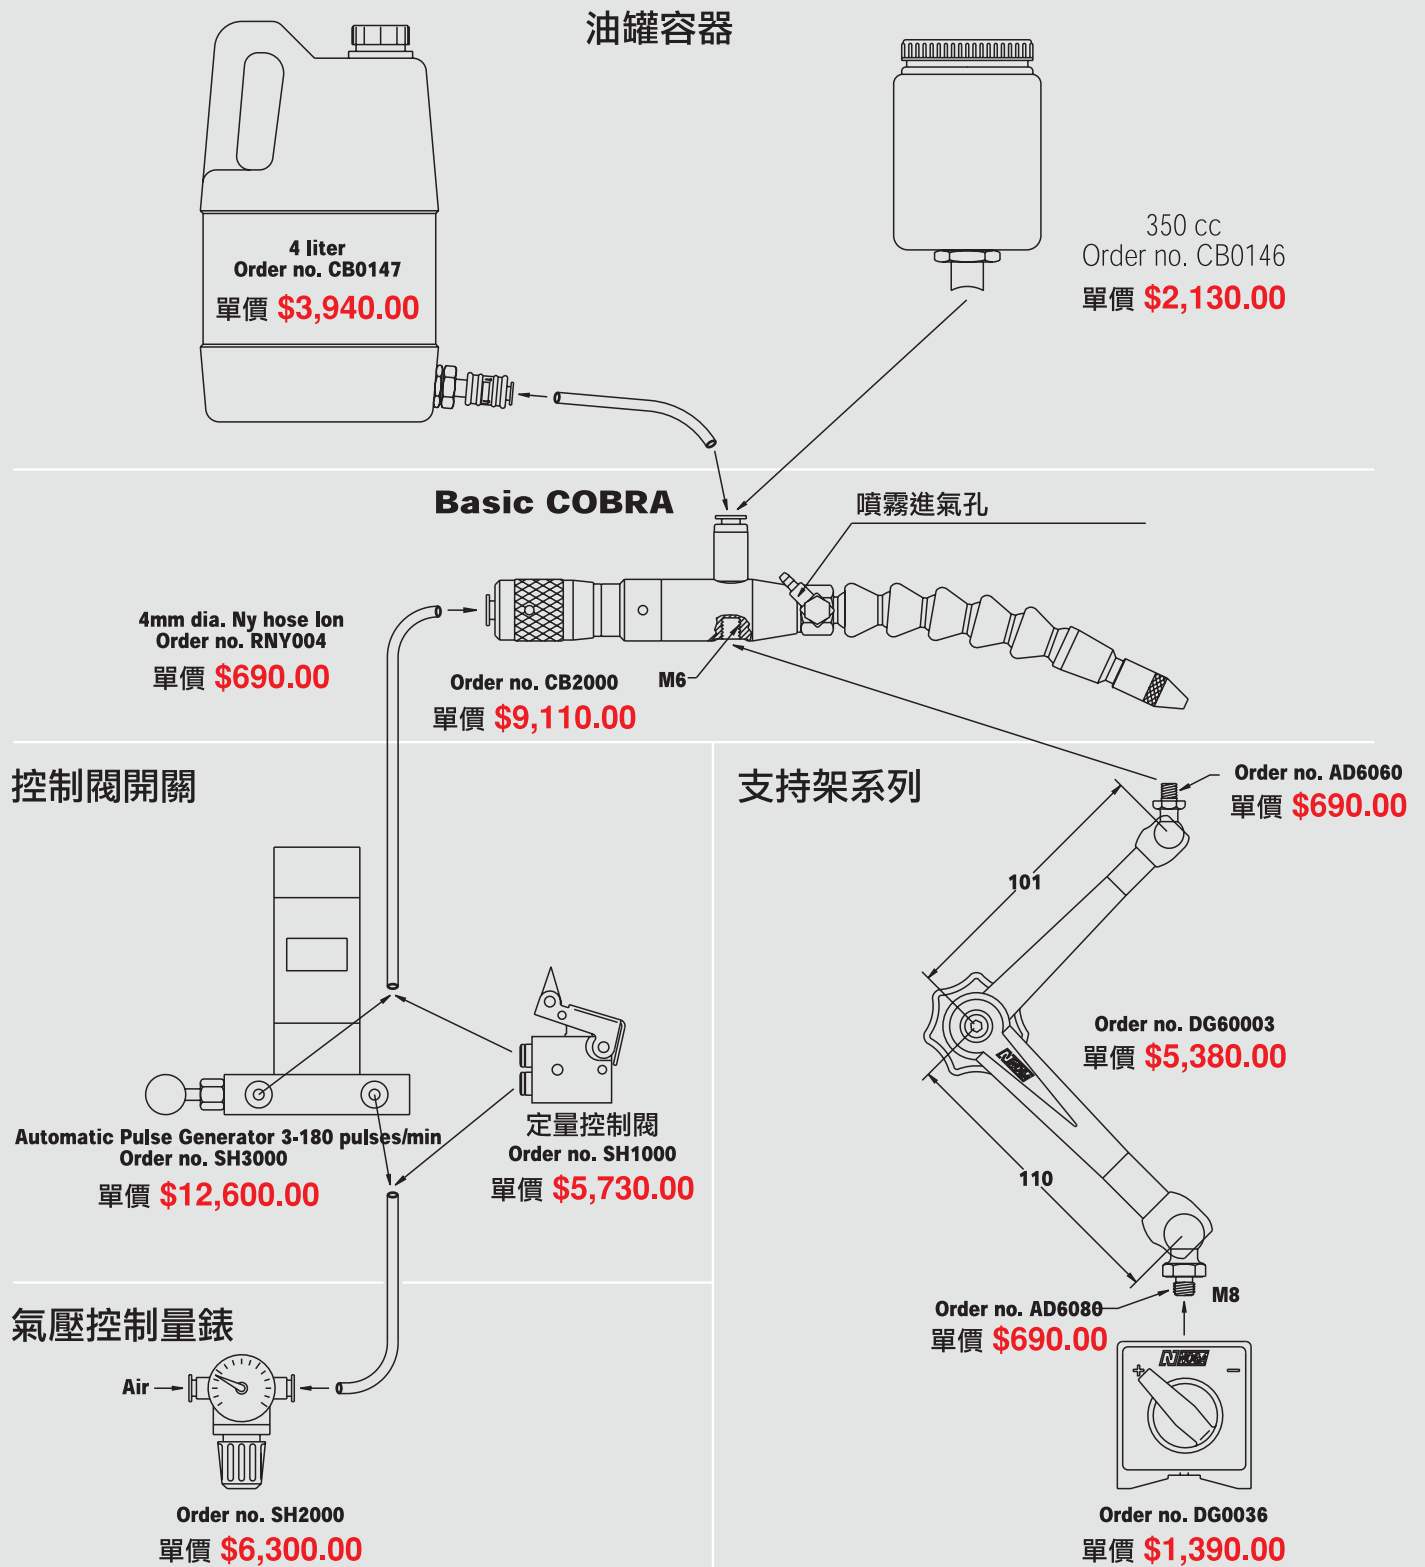 油罐容器
4 liter
Order no. CB0147
單價 $3,940.00
350 cc
Order no. CB0146
單價 $2,130.00
Basic COBRA
噴霧進氣孔
4mm dia. Ny hose lon
Order no. RNY004
單價 $690.00
Order no. CB2000
單價 $9,110.00
M6
控制閥開關
Automatic Pulse Generator 3-180 pulses/min
Order no. SH3000
單價 $12,600.00
定量控制閥
Order no. SH1000
單價 $5,730.00
支持架系列
Order no. AD6060
單價 $690.00
101
Order no. DG60003
單價 $5,380.00
110
M8
Order no. AD6080
單價 $690.00
+
−
Order no. DG0036
單價 $1,390.00
氣壓控制量錶
Air
Order no. SH2000
單價 $6,300.00